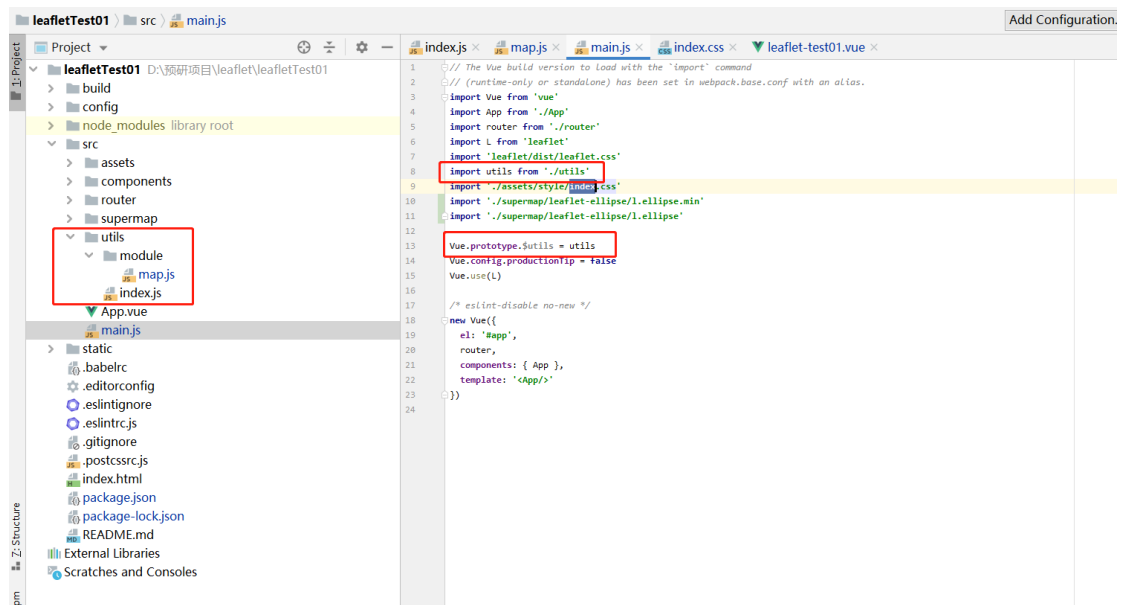 leafletTest01 src main.js Add Configuration.
Project index.js map.js main.js index.css leaflet-test01.vue
1: Project
leafletTest01 D:\预研项目\leaflet\leafletTest01
build
config
node_modules library root
src
assets
components
router
supermap
utils
module
map.js
index.js
App.vue
main.js
static
.babelrc
.editorconfig
.eslintignore
.eslintrc.js
.gitignore
.postcssrc.js
index.html
package.json
package-lock.json
README.md
External Libraries
Scratches and Consoles
Z: Structure
pm
1 // The Vue build version to load with the `import` command
2 // (runtime-only or standalone) has been set in webpack.base.conf with an alias.
3 import Vue from 'vue'
4 import App from './App'
5 import router from './router'
6 import L from 'leaflet'
7 import 'leaflet/dist/leaflet.css'
8 import utils from './utils'
9 import './assets/style/index.css'
10 import './supermap/leaflet-ellipse/l.ellipse.min'
11 import './supermap/leaflet-ellipse/l.ellipse'
12
13 Vue.prototype.$utils = utils
14 Vue.config.productionTip = false
15 Vue.use(L)
16
17 /* eslint-disable no-new */
18 new Vue({
19 el: '#app',
20 router,
21 components: { App },
22 template: '<App/>'
23 })
24